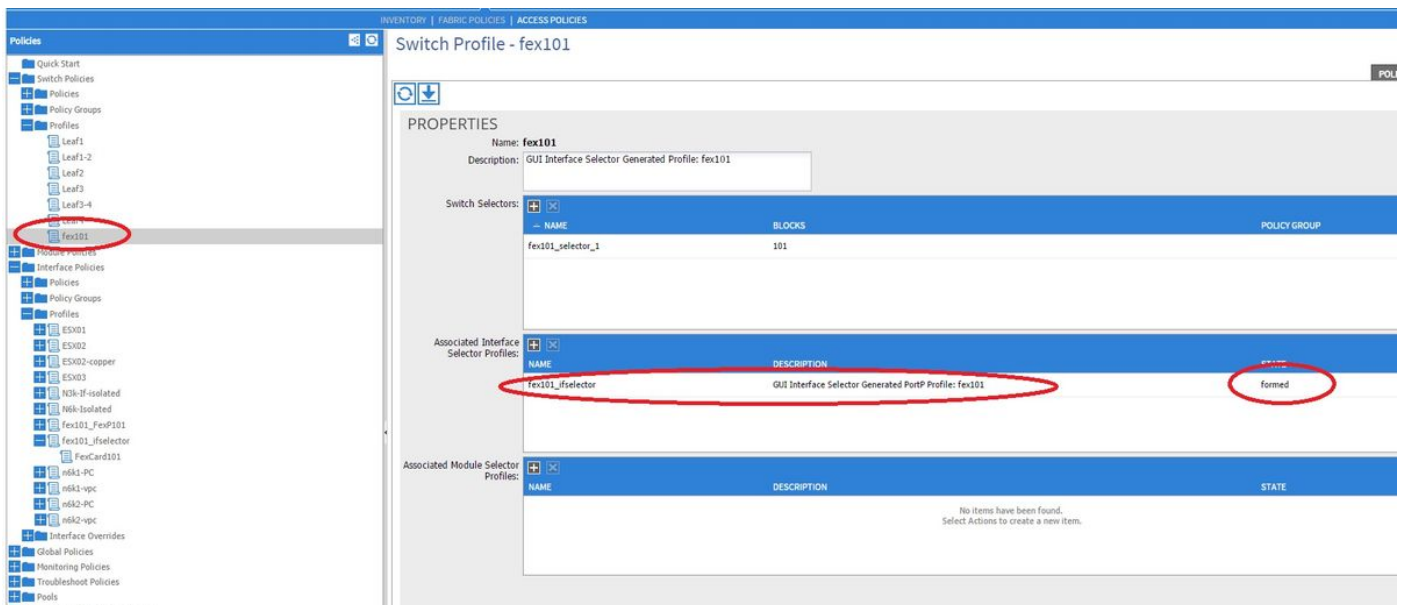 INVENTORY | FABRIC POLICIES | ACCESS POLICIES
Policies
Quick Start
Switch Policies
Policies
Policy Groups
Profiles
Leaf1
Leaf1-2
Leaf2
Leaf3
Leaf3-4
fex101
Module Policies
Interface Policies
Policies
Policy Groups
Profiles
ESX01
ESX02
ESX02-copper
ESX03
N3k-If-isolated
N6k-Isolated
fex101_FexP101
fex101_ifselector
FexCard101
n6k1-PC
n6k1-vpc
n6k2-PC
n6k2-vpc
Interface Overrides
Global Policies
Monitoring Policies
Troubleshoot Policies
Pools
Switch Profile - fex101
POLI
PROPERTIES
Name: fex101
Description: GUI Interface Selector Generated Profile: fex101
Switch Selectors:
NAME BLOCKS POLICY GROUP
fex101_selector_1 101
Associated Interface
Selector Profiles:
NAME DESCRIPTION STATE
fex101_ifselector GUI Interface Selector Generated PortP Profile: fex101 formed
Associated Module Selector
Profiles:
NAME DESCRIPTION STATE
No items have been found.
Select Actions to create a new item.